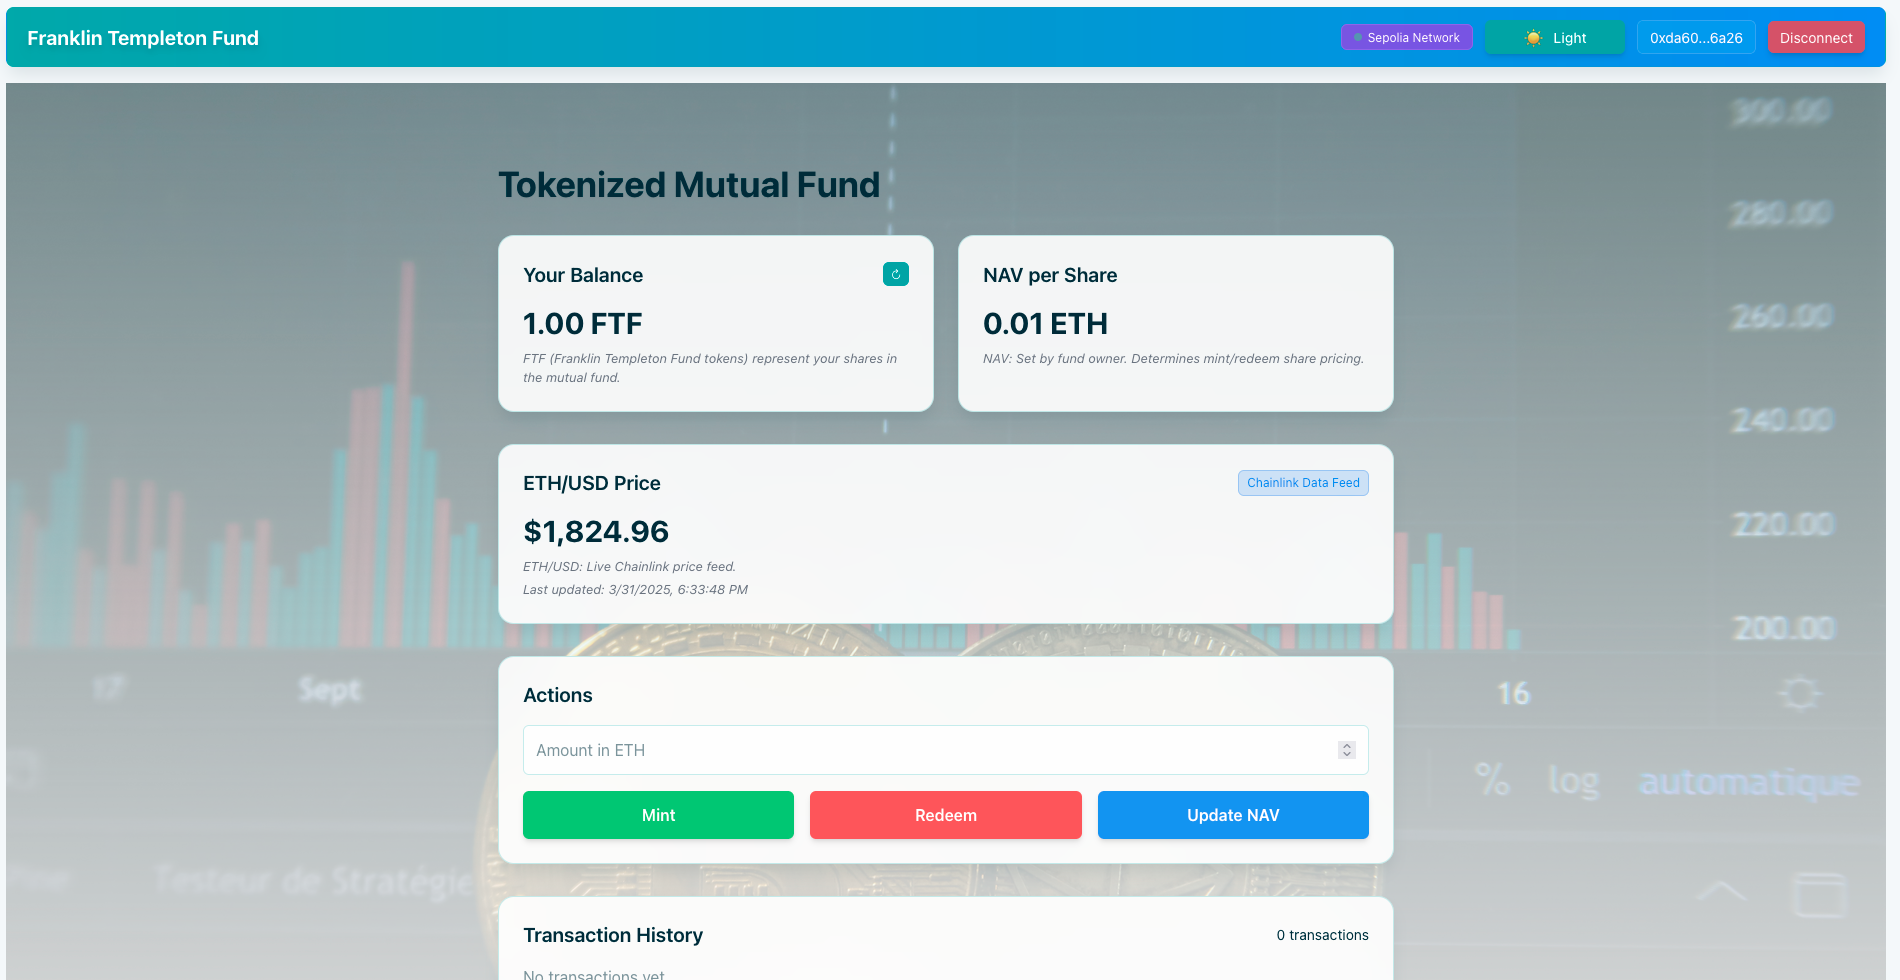 Franklin Templeton Fund
Sepolia Network
Light
0xda60...6a26
Disconnect
Tokenized Mutual Fund
Your Balance
1.00 FTF
FTF (Franklin Templeton Fund tokens) represent your shares in
the mutual fund.
NAV per Share
0.01 ETH
NAV: Set by fund owner. Determines mint/redeem share pricing.
ETH/USD Price
Chainlink Data Feed
$1,824.96
ETH/USD: Live Chainlink price feed.
Last updated: 3/31/2025, 6:33:48 PM
Actions
Amount in ETH
Mint
Redeem
Update NAV
Transaction History
0 transactions
No transactions yet
300.00
280.00
260.00
240.00
220.00
200.00
17
Sept
16
% log automatique
Testeur de Stratégie